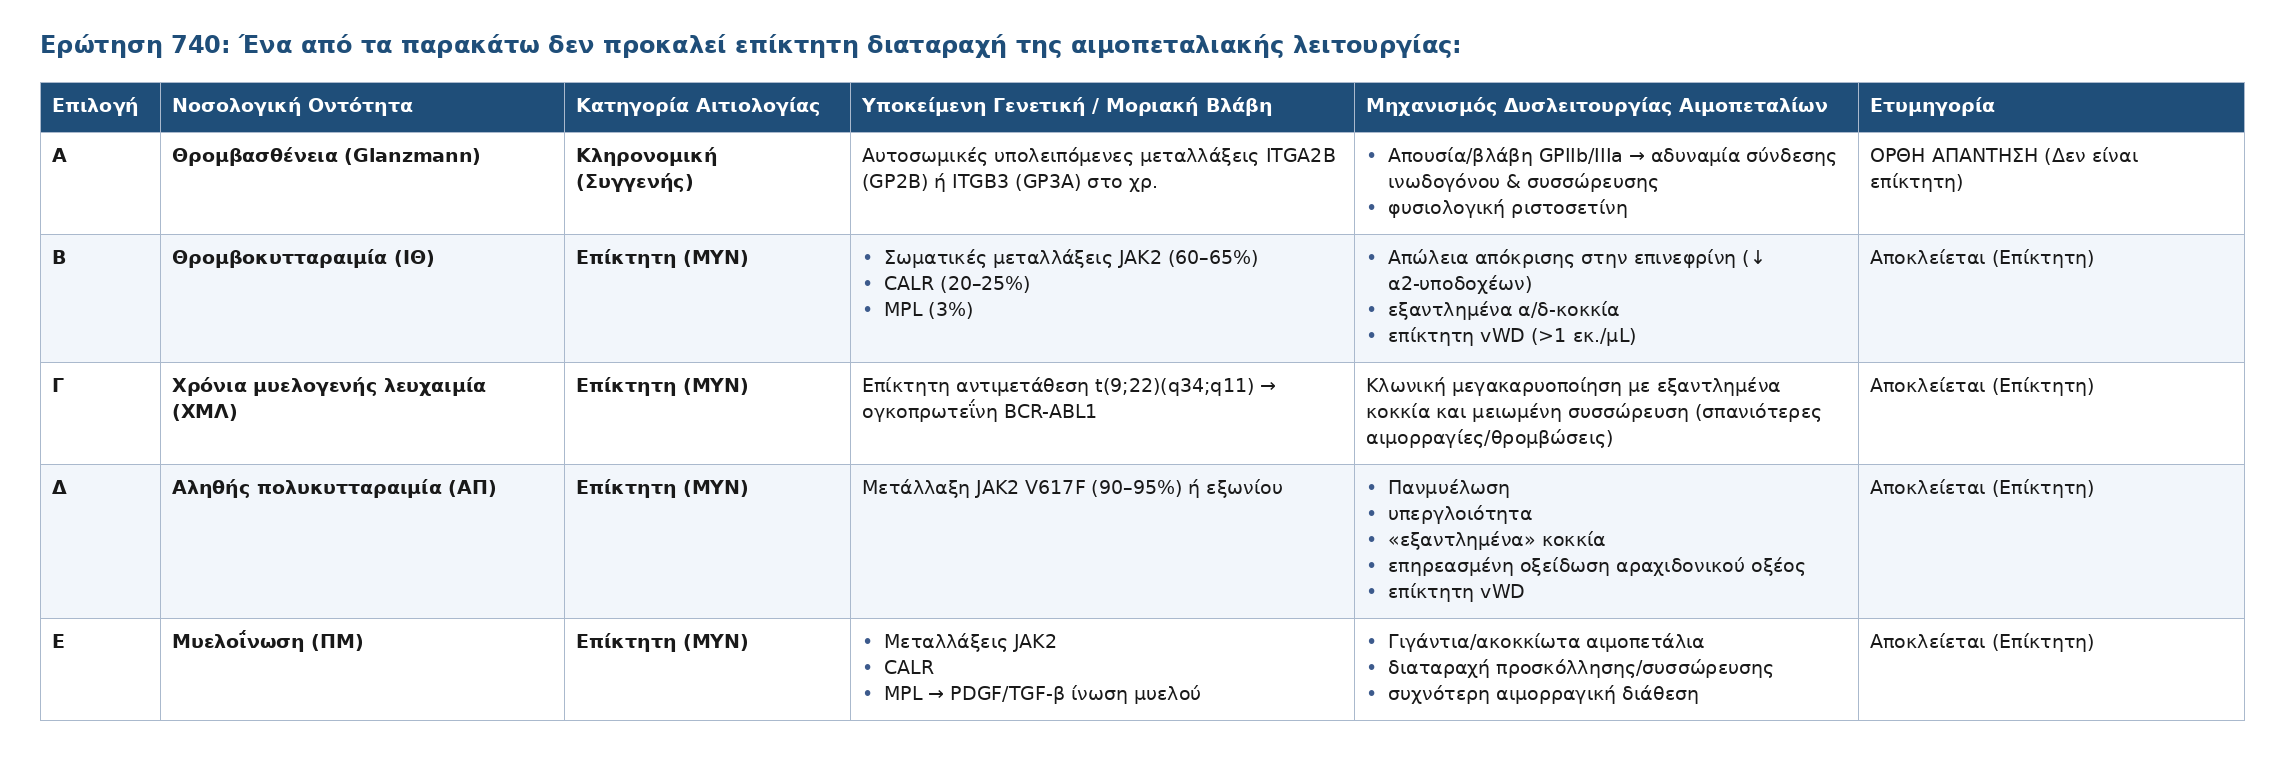 Ερώτηση 740: Ένα από τα παρακάτω δεν προκαλεί επίκτητη διαταραχή της αιμοπεταλιακής λειτουργίας:
Επιλογή Νοσολογική Οντότητα Κατηγορία Αιτιολογίας Υποκείμενη Γενετική / Μοριακή Βλάβη Μηχανισμός Δυσλειτουργίας Αιμοπεταλίων Ετυμηγορία
Α Θρομβασθένεια (Glanzmann) Κληρονομική Αυτοσωμικές υπολειπόμενες μεταλλάξεις ITGA2B • Απουσία/βλάβη GPIIb/IIIa → αδυναμία σύνδεσης ΟΡΘΗ ΑΠΑΝΤΗΣΗ (Δεν είναι
(Συγγενής) (GP2B) ή ITGB3 (GP3A) στο χρ. ινωδογόνου & συσσώρευσης επίκτητη)
• φυσιολογική ριστοσετίνη
Β Θρομβοκυτταραιμία (ΙΘ) Επίκτητη (ΜΥΝ) • Σωματικές μεταλλάξεις JAK2 (60–65%) • Απώλεια απόκρισης στην επινεφρίνη (↓ Αποκλείεται (Επίκτητη)
• CALR (20–25%) α2-υποδοχέων)
• MPL (3%) • εξαντλημένα α/δ-κοκκία
• επίκτητη vWD (>1 εκ./μL)
Γ Χρόνια μυελογενής λευχαιμία Επίκτητη (ΜΥΝ) Επίκτητη αντιμετάθεση t(9;22)(q34;q11) → Κλωνική μεγακαρυοποίηση με εξαντλημένα Αποκλείεται (Επίκτητη)
(ΧΜΛ) ογκοπρωτεΐνη BCR-ABL1 κοκκία και μειωμένη συσσώρευση (σπανιότερες
αιμορραγίες/θρομβώσεις)
Δ Αληθής πολυκυτταραιμία (ΑΠ) Επίκτητη (ΜΥΝ) Μετάλλαξη JAK2 V617F (90–95%) ή εξωνίου • Πανμυέλωση Αποκλείεται (Επίκτητη)
• υπεργλοιότητα
• «εξαντλημένα» κοκκία
• επηρεασμένη οξείδωση αραχιδονικού οξέος
• επίκτητη vWD
Ε Μυελοΐνωση (ΠΜ) Επίκτητη (ΜΥΝ) • Μεταλλάξεις JAK2 • Γιγάντια/ακοκκίωτα αιμοπετάλια Αποκλείεται (Επίκτητη)
• CALR • διαταραχή προσκόλλησης/συσσώρευσης
• MPL → PDGF/TGF-β ίνωση μυελού • συχνότερη αιμορραγική διάθεση